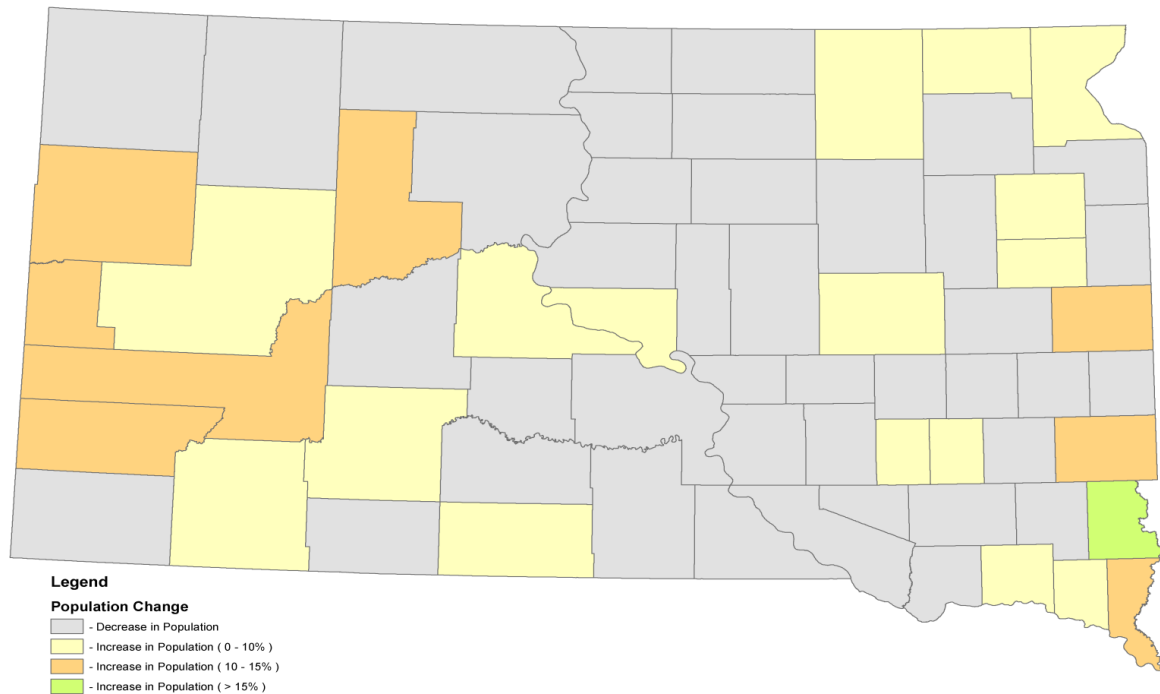 Legend
Population Change
- Decrease in Population
- Increase in Population ( 0 - 10% )
- Increase in Population ( 10 - 15% )
- Increase in Population ( > 15% )